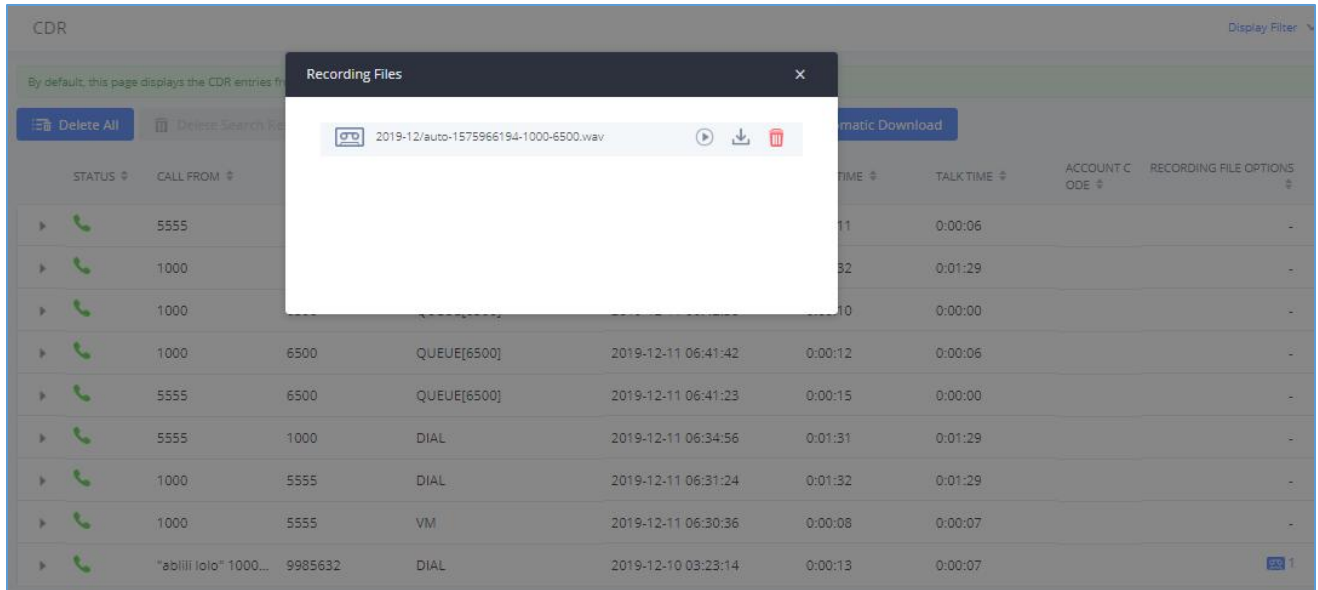 CDR
Display Filter
Recording Files
By default, this page displays the CDR entries fr
Delete All
Delete Search Re
2019-12/auto-1575966194-1000-6500.wav
matic Download
STATUS CALL FROM TIME TALK TIME ACCOUNT C RECORDING FILE OPTIONS
ODE
5555 11 0:00:06 -
1000 32 0:01:29 -
1000 10 0:00:00 -
1000 6500 QUEUE[6500] 2019-12-11 06:41:42 0:00:12 0:00:06 -
5555 6500 QUEUE[6500] 2019-12-11 06:41:23 0:00:15 0:00:00 -
5555 1000 DIAL 2019-12-11 06:34:56 0:01:31 0:01:29 -
1000 5555 DIAL 2019-12-11 06:31:24 0:01:32 0:01:29 -
1000 5555 VM 2019-12-11 06:30:36 0:00:08 0:00:07 -
"ablili lolo" 1000... 9985632 DIAL 2019-12-10 03:23:14 0:00:13 0:00:07 1